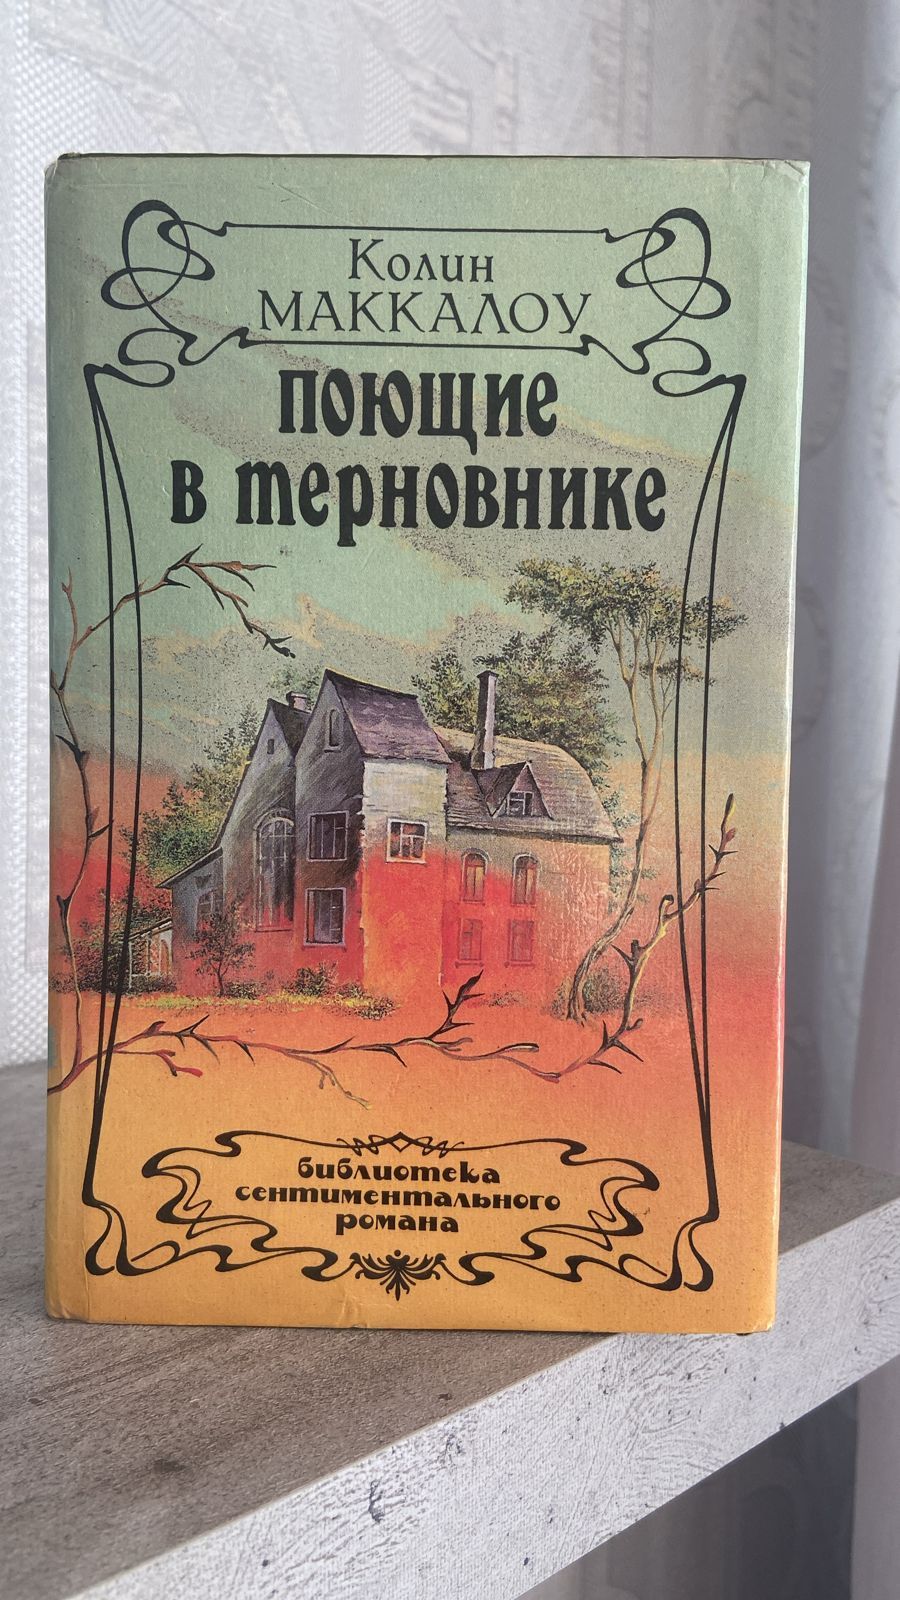 Колин
МАККАЛОУ
ПОЮЩИЕ
В ТЕРНОВНИКЕ
библиотека
сентиментального
романа